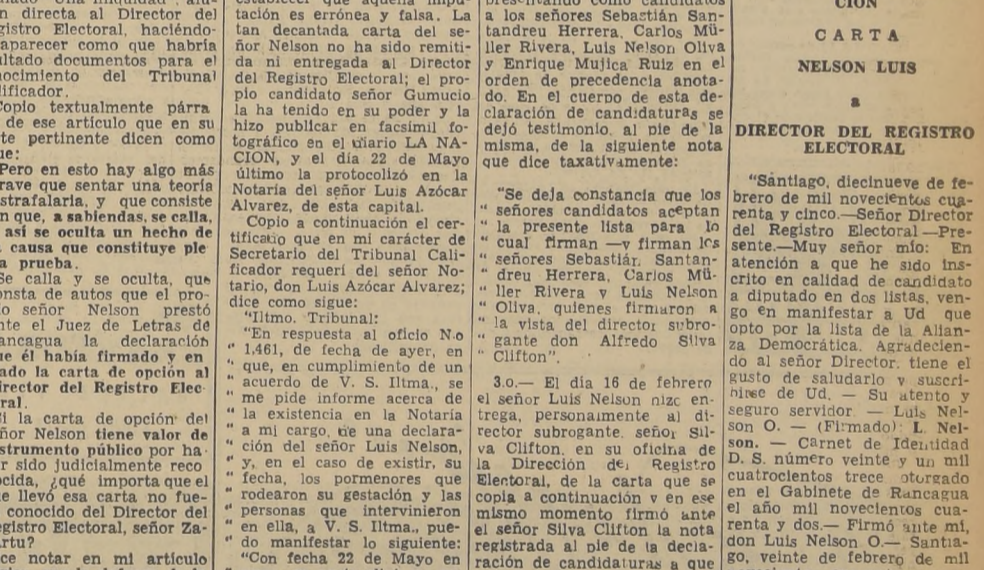 un directa al Director del
gistro Electoral, haciéndo-
aparecer como que habría
ultado documentos para el
nocimiento del Tribunal
lificador.
Copio textualmente párra
de ese artículo que en su
te pertinente dicen como
ue:
Pero en esto hay algo más
rave que sentar una teoría
strafalaria, y que consiste
n que, a sabiendas, se calla,
así se oculta un hecho de
causa que constituye ple
a prueba.
Se calla y se oculta, que
onsta de autos que el pro-
io señor Nelson prestó
nte el Juez de Letras de
ancagua la declaración
ue él había firmado y en
ado la carta de opción al
irector del Registro Elec-
ral.
i la carta de opción del
ñor Nelson tiene valor de
strumento público por ha-
r sido judicialmente reco
cida, ¿qué importa que el
e llevó esa carta no fue-
conocido del Director del
egistro Electoral, señor Za-
rtu?
ce notar en mi artículo
establecer que aquella impu-
tación es errónea y falsa. La
tan decantada carta del se-
ñor Nelson no ha sido remiti-
da ni entregada al Director
del Registro Electoral; el pro-
pio candidato señor Gumucio
la ha tenido en su poder y la
hizo publicar en facsímil fo-
tográfico en el diario LA NA-
CION, y el día 22 de Mayo
último la protocolizó en la
Notaría del señor Luis Azócar
Alvarez, de esta capital.
Copio a continuación el cer-
tificado que en mi carácter de
Secretario del Tribunal Cali-
ficador requerí del señor No-
tario, don Luis Azócar Alvarez;
dice como sigue:
"Iltmo. Tribunal:
"En respuesta al oficio N.o
" 1,461, de fecha de ayer, en
" que, en cumplimiento de un
" acuerdo de V. S. Iltma., se
" me pide informe acerca de
" la existencia en la Notaría
" a mi cargo, de una declara-
" ción del señor Luis Nelson,
" y, en el caso de existir, su
" fecha, los pormenores que
" rodearon su gestación y las
" personas que intervinieron
" en ella, a V. S. Iltma., pue-
" do manifestar lo siguiente:
"Con fecha 22 de Mayo en
presentando como candidatos
a los señores Sebastián San-
tandreu Herrera, Carlos Mü-
ller Rivera, Luis Nelson Oliva
y Enrique Mujica Ruiz en el
orden de precedencia anota-
do. En el cuerpo de esta de-
claración de candidaturas se
dejó testimonio, al pie de la
misma, de la siguiente nota
que dice taxativamente:
"Se deja constancia que los
" señores candidatos aceptan
" la presente lista para lo
" cual firman —y firman los
" señores Sebastián Santan-
" dreu Herrera, Carlos Mü-
" ller Rivera y Luis Nelson
" Oliva, quienes firmaron a
" la vista del director subro-
" gante don Alfredo Silva
" Clifton".
3.o.— El día 16 de febrero
el señor Luis Nelson hizo en-
trega, personalmente al di-
rector subrogante, señor Sil-
va Clifton, en su oficina de
la Dirección del Registro
Electoral, de la carta que se
copia a continuación y en ese
mismo momento firmó ante
el señor Silva Clifton la nota
registrada al pie de la decla-
ración de candidaturas a que
CION
CARTA
NELSON LUIS
a
DIRECTOR DEL REGISTRO
ELECTORAL
"Santiago, diecinueve de fe-
brero de mil novecientos cua-
renta y cinco.—Señor Director
del Registro Electoral —Pre-
sente.—Muy señor mío: En
atención a que he sido ins-
crito en calidad de candidato
a diputado en dos listas, ven-
go en manifestar a Ud que
opto por la lista de la Alian-
za Democrática. Agradecien-
do al señor Director, tiene el
gusto de saludarlo y suscri-
birse de Ud. — Su atento y
seguro servidor. — Luis Nel-
son O. — (Firmado): L. Nel-
son. — Carnet de Identidad
D. S. número veinte y un mil
cuatrocientos trece otorgado
en el Gabinete de Rancagua
el año mil novecientos cua-
renta y dos.— Firmó ante mí,
don Luis Nelson O.— Santia-
go, veinte de febrero de mil